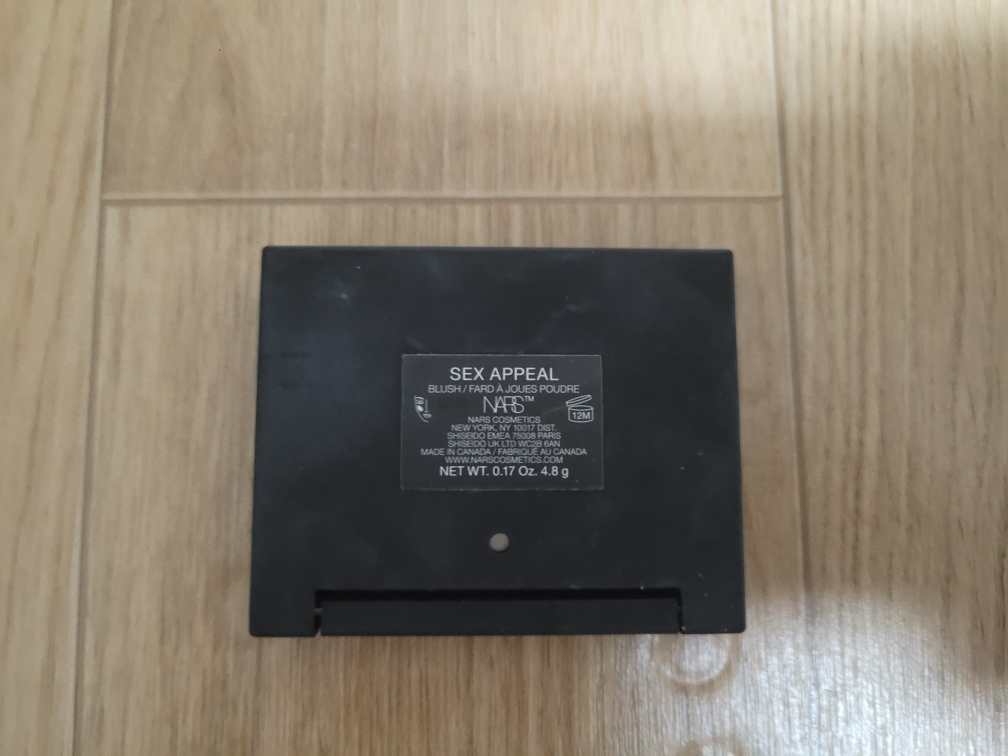 SEX APPEAL
BLUSH / FARD À JOUES POUDRE
NARS™
12M
NARS COSMETICS
NEW YORK, NY 10017 DIST.
SHISEIDO EMEA 75008 PARIS
SHISEIDO UK LTD WC2B 6AN
MADE IN CANADA / FABRIQUÉ AU CANADA
WWW.NARSCOSMETICS.COM
NET WT. 0.17 Oz. 4.8 g